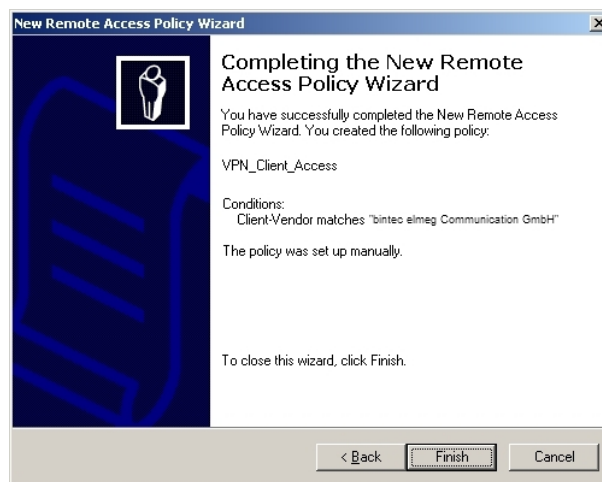 New Remote Access Policy Wizard
Completing the New Remote
Access Policy Wizard
You have successfully completed the New Remote Access
Policy Wizard. You created the following policy:
VPN_Client_Access
Conditions:
Client-Vendor matches "bintec elmeg Communication GmbH"
The policy was set up manually.
To close this wizard, click Finish.
< Back Finish Cancel